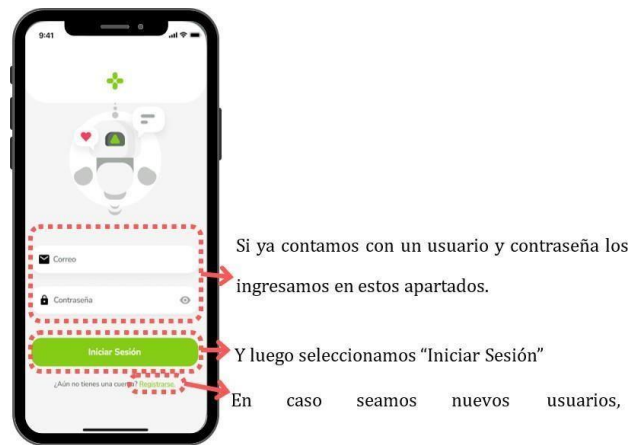 9:41
Correo
Contraseña
Iniciar Sesión
¿Aún no tienes una cuenta? Registrarse.
Si ya contamos con un usuario y contraseña los
ingresamos en estos apartados.
Y luego seleccionamos “Iniciar Sesión”
En caso seamos nuevos usuarios,